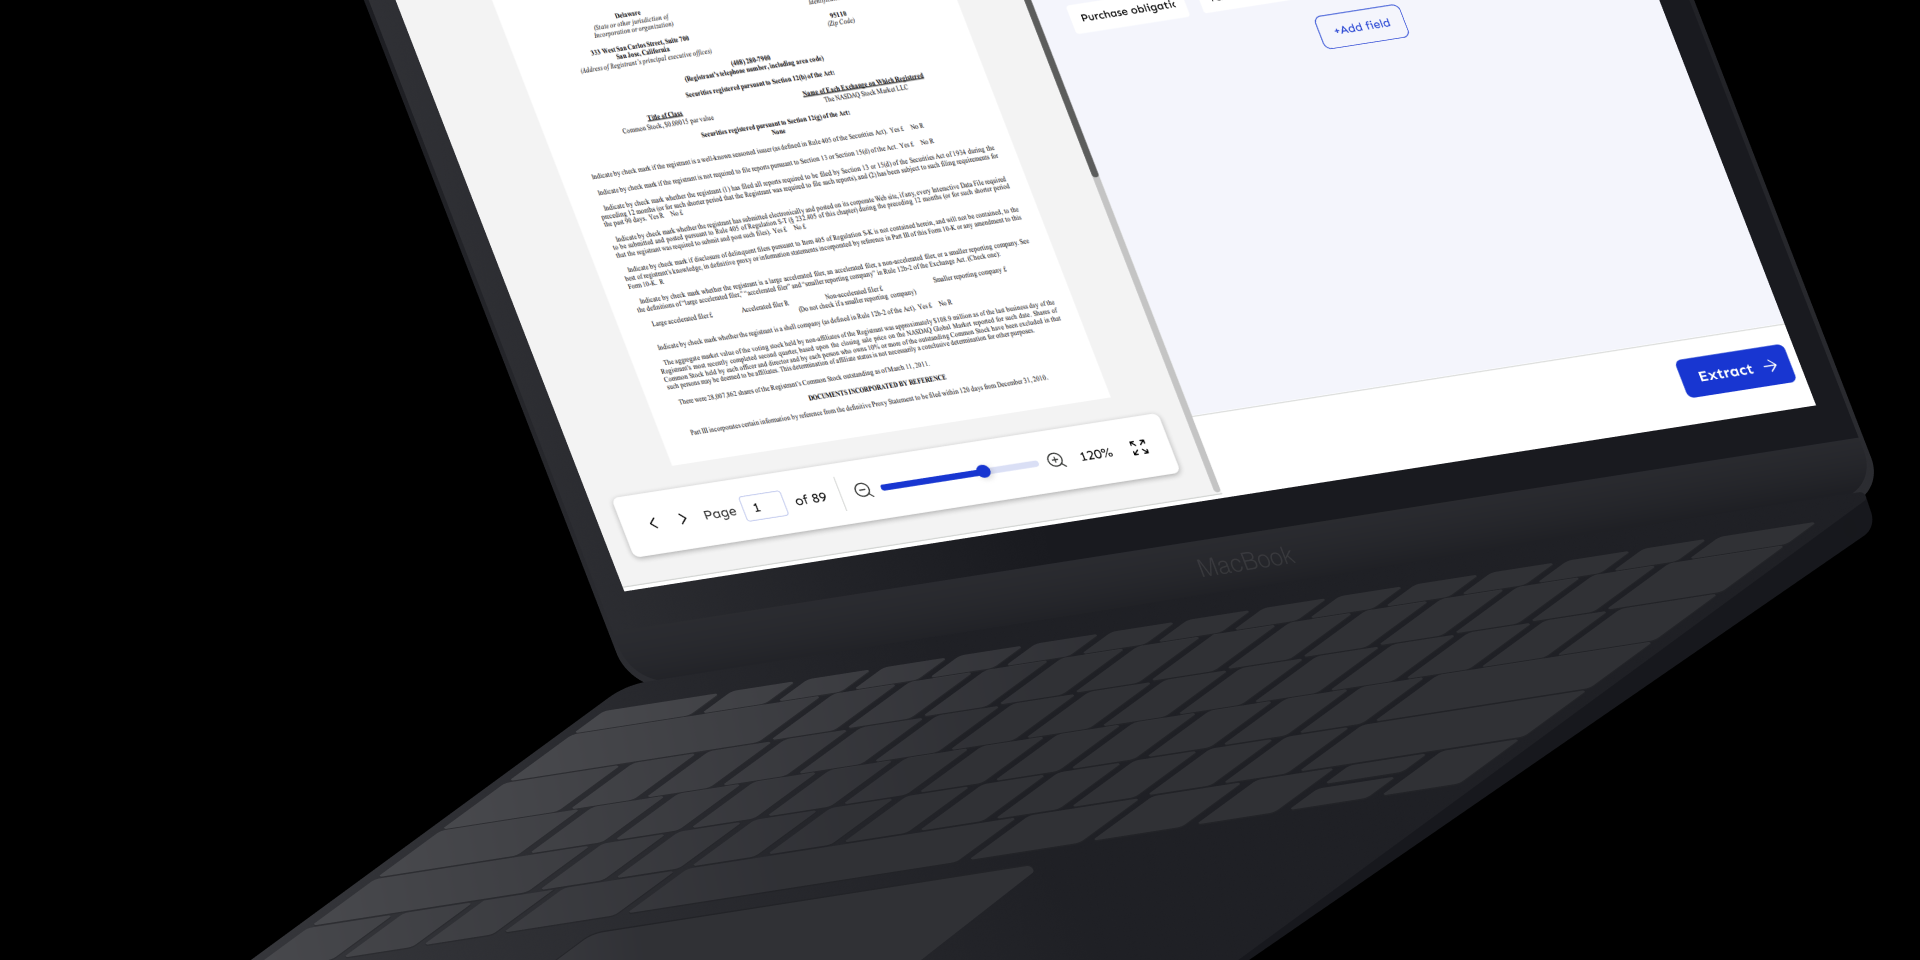 Delaware
(State or other jurisdiction of
Incorporation or organization)
95110
(Zip Code)
333 West San Carlos Street, Suite 700
San Jose, California
(Address of Registrant's principal executive offices)
(408) 280-7900
(Registrant's telephone number, including area code)
Securities registered pursuant to Section 12(b) of the Act:
Title of Class
Name of Each Exchange on Which Registered
Common Stock, $0.00015 par value
The NASDAQ Stock Market LLC
Securities registered pursuant to Section 12(g) of the Act:
None
Indicate by check mark if the registrant is a well-known seasoned issuer (as defined in Rule 405 of the Securities Act). Yes £ No R
Indicate by check mark if the registrant is not required to file reports pursuant to Section 13 or Section 15(d) of the Act. Yes £ No R
Indicate by check mark whether the registrant (1) has filed all reports required to be filed by Section 13 or 15(d) of the Securities Act of 1934 during the
preceding 12 months (or for such shorter period that the Registrant was required to file such reports), and (2) has been subject to such filing requirements for
the past 90 days. Yes R No £
Indicate by check mark whether the registrant has submitted electronically and posted on its corporate Web site, if any, every Interactive Data File required
to be submitted and posted pursuant to Rule 405 of Regulation S-T (§ 232.405 of this chapter) during the preceding 12 months (or for such shorter period
that the registrant was required to submit and post such files). Yes £ No £
Indicate by check mark if disclosure of delinquent filers pursuant to Item 405 of Regulation S-K is not contained herein, and will not be contained, to the
best of registrant's knowledge, in definitive proxy or information statements incorporated by reference in Part III of this Form 10-K or any amendment to this
Form 10-K. R
Indicate by check mark whether the registrant is a large accelerated filer, an accelerated filer, a non-accelerated filer, or a smaller reporting company. See
the definitions of "large accelerated filer," "accelerated filer" and "smaller reporting company" in Rule 12b-2 of the Exchange Act. (Check one):
Large accelerated filer £ Accelerated filer R Non-accelerated filer £ Smaller reporting company £
(Do not check if a smaller reporting company)
Indicate by check mark whether the registrant is a shell company (as defined in Rule 12b-2 of the Act). Yes £ No R
The aggregate market value of the voting stock held by non-affiliates of the Registrant was approximately $108.9 million as of the last business day of the
Registrant's most recently completed second quarter, based upon the closing sale price on the NASDAQ Global Market reported for such date. Shares of
Common Stock held by each officer and director and by each person who owns 10% or more of the outstanding Common Stock have been excluded in that
such persons may be deemed to be affiliates. This determination of affiliate status is not necessarily a conclusive determination for other purposes.
There were 28,007,862 shares of the Registrant's Common Stock outstanding as of March 11, 2011.
DOCUMENTS INCORPORATED BY REFERENCE
Part III incorporates certain information by reference from the definitive Proxy Statement to be filed within 120 days from December 31, 2010.
Page 1 of 89
120%
Purchase obligatic
+Add field
Extract
MacBook